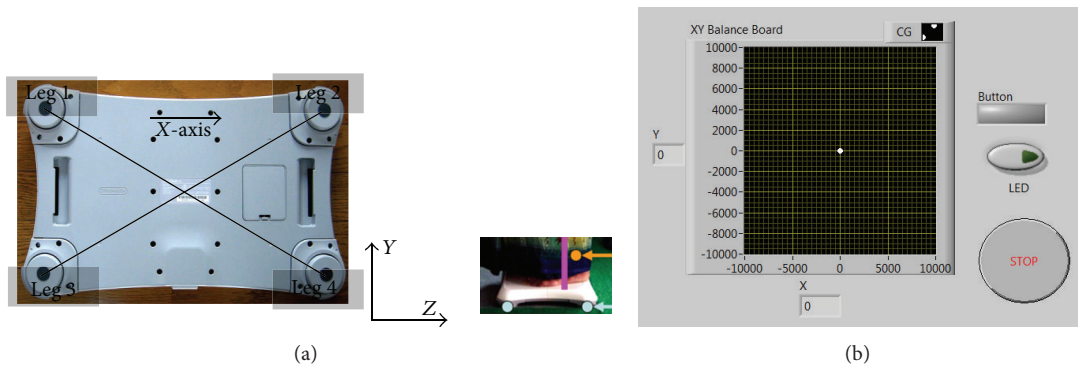 Leg 1
Leg 2
X-axis
Leg 3
Leg 4
Y
Z
(a)
XY Balance Board
CG
10000
8000
6000
4000
2000
0
-2000
-4000
-6000
-8000
-10000
-10000 -5000 0 5000 10000
Y
0
X
0
Button
LED
STOP
(b)